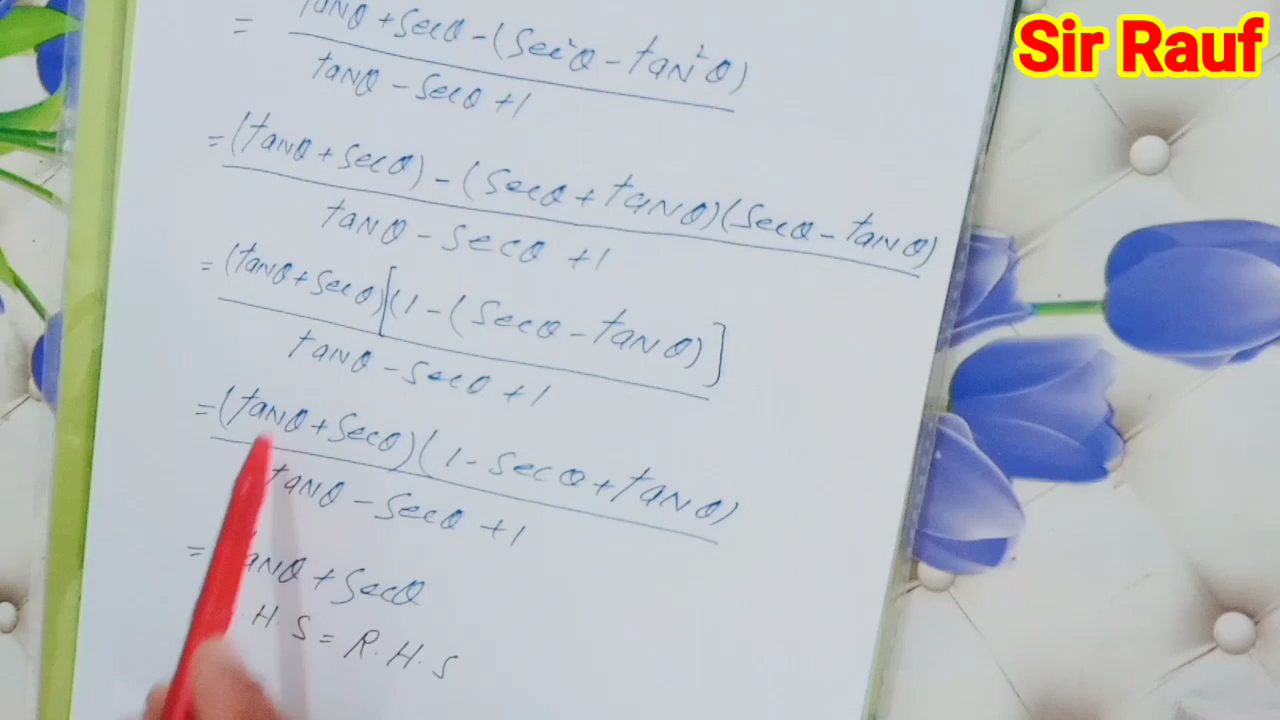 Sir Rauf
= tanθ + secθ - (sec²θ - tan²θ)
tanθ - secθ + 1
= (tanθ + secθ) - (secθ + tanθ)(secθ - tanθ)
tanθ - secθ + 1
= (tanθ + secθ)[(1 - (secθ - tanθ)]
tanθ - secθ + 1
= (tanθ + secθ)(1 - secθ + tanθ)
tanθ - secθ + 1
= tanθ + secθ
H.S = R.H.S